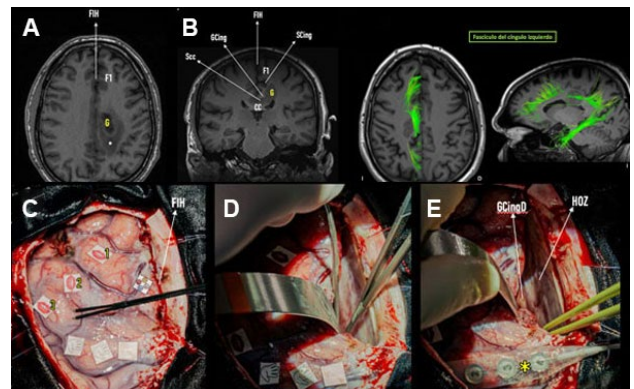 A
FIH
F1
G
*
B
FIH
GCing
SCing
Scc
F1
G
CC
Fascículo del cíngulo izquierdo
I
D
C
FIH
1
2
3
D
E
GCingD
HOZ
*